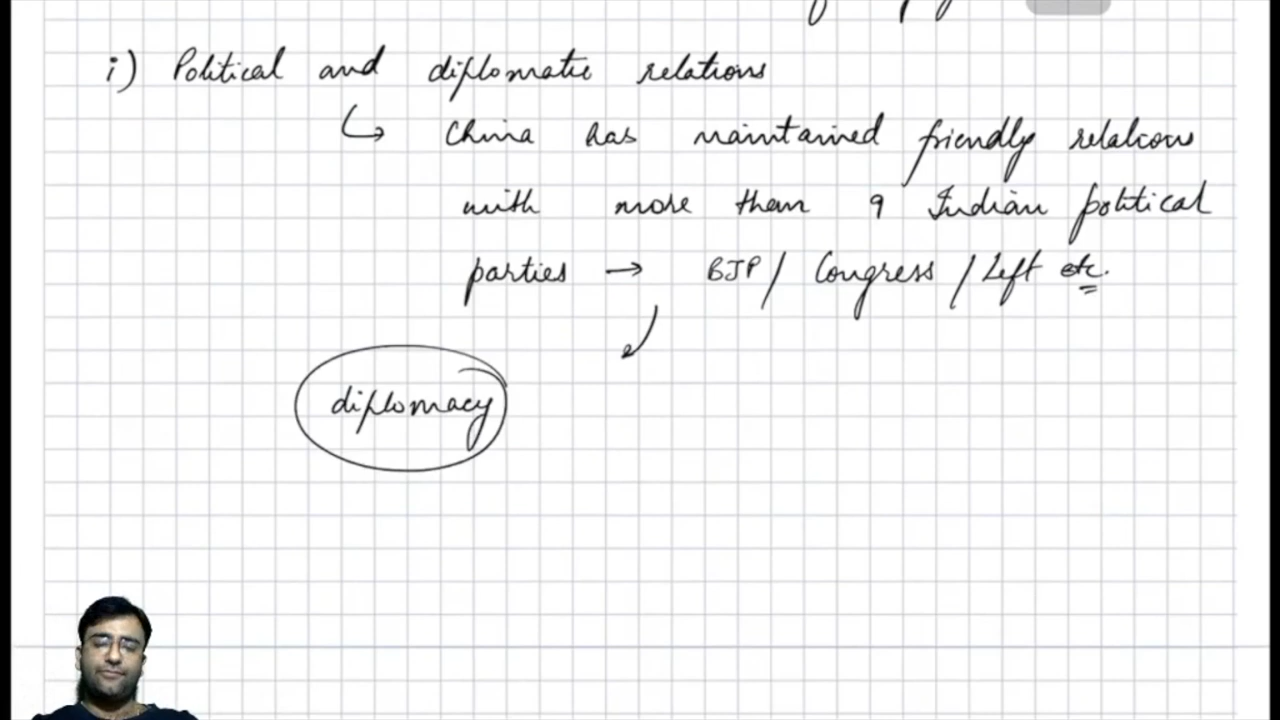 i) Political and diplomatic relations
↳ China has maintained friendly relations
with more than 9 Indian political
parties → BJP / Congress / Left etc.
diplomacy